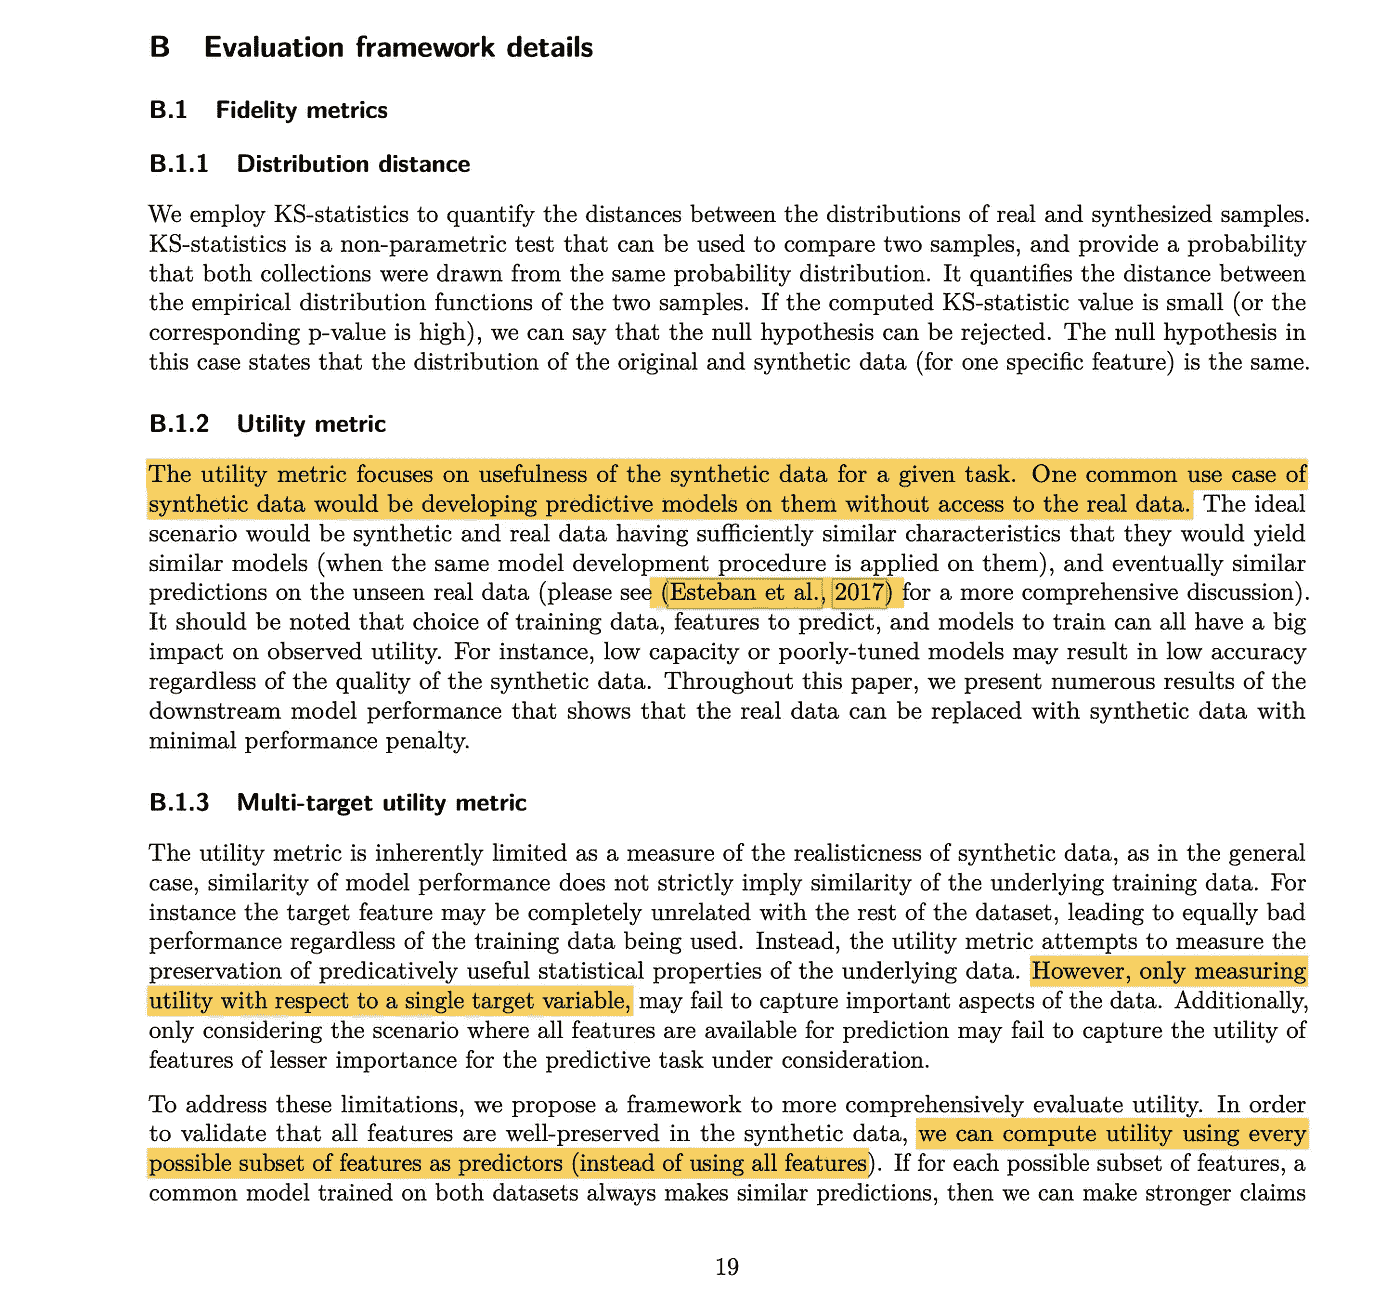 B Evaluation framework details
B.1 Fidelity metrics
B.1.1 Distribution distance
We employ KS-statistics to quantify the distances between the distributions of real and synthesized samples.
KS-statistics is a non-parametric test that can be used to compare two samples, and provide a probability
that both collections were drawn from the same probability distribution. It quantifies the distance between
the empirical distribution functions of the two samples. If the computed KS-statistic value is small (or the
corresponding p-value is high), we can say that the null hypothesis can be rejected. The null hypothesis in
this case states that the distribution of the original and synthetic data (for one specific feature) is the same.
B.1.2 Utility metric
The utility metric focuses on usefulness of the synthetic data for a given task. One common use case of
synthetic data would be developing predictive models on them without access to the real data. The ideal
scenario would be synthetic and real data having sufficiently similar characteristics that they would yield
similar models (when the same model development procedure is applied on them), and eventually similar
predictions on the unseen real data (please see (Esteban et al., 2017) for a more comprehensive discussion).
It should be noted that choice of training data, features to predict, and models to train can all have a big
impact on observed utility. For instance, low capacity or poorly-tuned models may result in low accuracy
regardless of the quality of the synthetic data. Throughout this paper, we present numerous results of the
downstream model performance that shows that the real data can be replaced with synthetic data with
minimal performance penalty.
B.1.3 Multi-target utility metric
The utility metric is inherently limited as a measure of the realisticness of synthetic data, as in the general
case, similarity of model performance does not strictly imply similarity of the underlying training data. For
instance the target feature may be completely unrelated with the rest of the dataset, leading to equally bad
performance regardless of the training data being used. Instead, the utility metric attempts to measure the
preservation of predicatively useful statistical properties of the underlying data. However, only measuring
utility with respect to a single target variable, may fail to capture important aspects of the data. Additionally,
only considering the scenario where all features are available for prediction may fail to capture the utility of
features of lesser importance for the predictive task under consideration.
To address these limitations, we propose a framework to more comprehensively evaluate utility. In order
to validate that all features are well-preserved in the synthetic data, we can compute utility using every
possible subset of features as predictors (instead of using all features). If for each possible subset of features, a
common model trained on both datasets always makes similar predictions, then we can make stronger claims
19